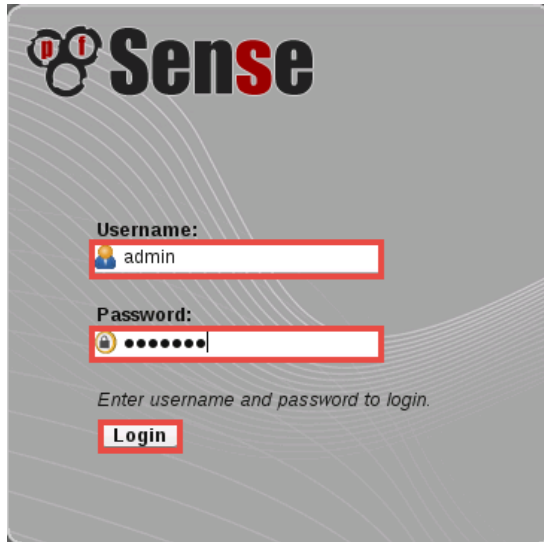 pf Sense
Username:
admin
Password:
●●●●●●●
Enter username and password to login.
Login